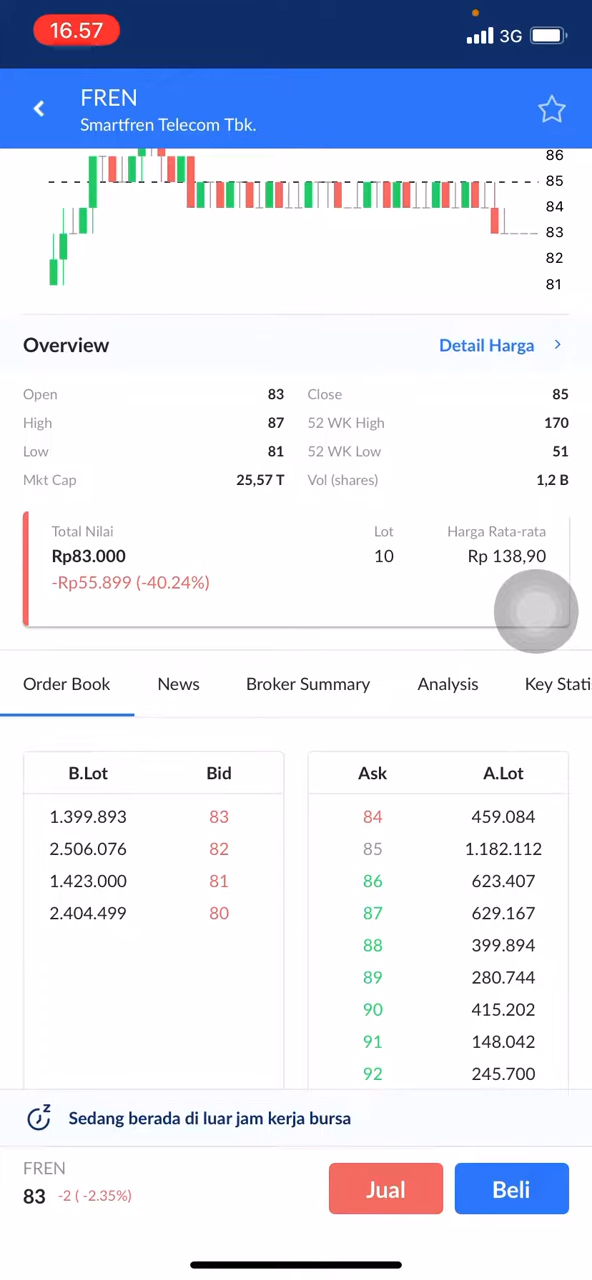 16.57
3G
FREN
Smartfren Telecom Tbk.
86
85
84
83
82
81
Overview
Detail Harga
Open 83 Close 85
High 87 52 WK High 170
Low 81 52 WK Low 51
Mkt Cap 25,57 T Vol (shares) 1,2 B
Total Nilai Lot Harga Rata-rata
Rp83.000 10 Rp 138,90
-Rp55.899 (-40.24%)
Order Book News Broker Summary Analysis Key Stati
B.Lot Bid Ask A.Lot
1.399.893 83 84 459.084
2.506.076 82 85 1.182.112
1.423.000 81 86 623.407
2.404.499 80 87 629.167
88 399.894
89 280.744
90 415.202
91 148.042
92 245.700
Sedang berada di luar jam kerja bursa
FREN
83 -2 ( -2.35%)
Jual
Beli